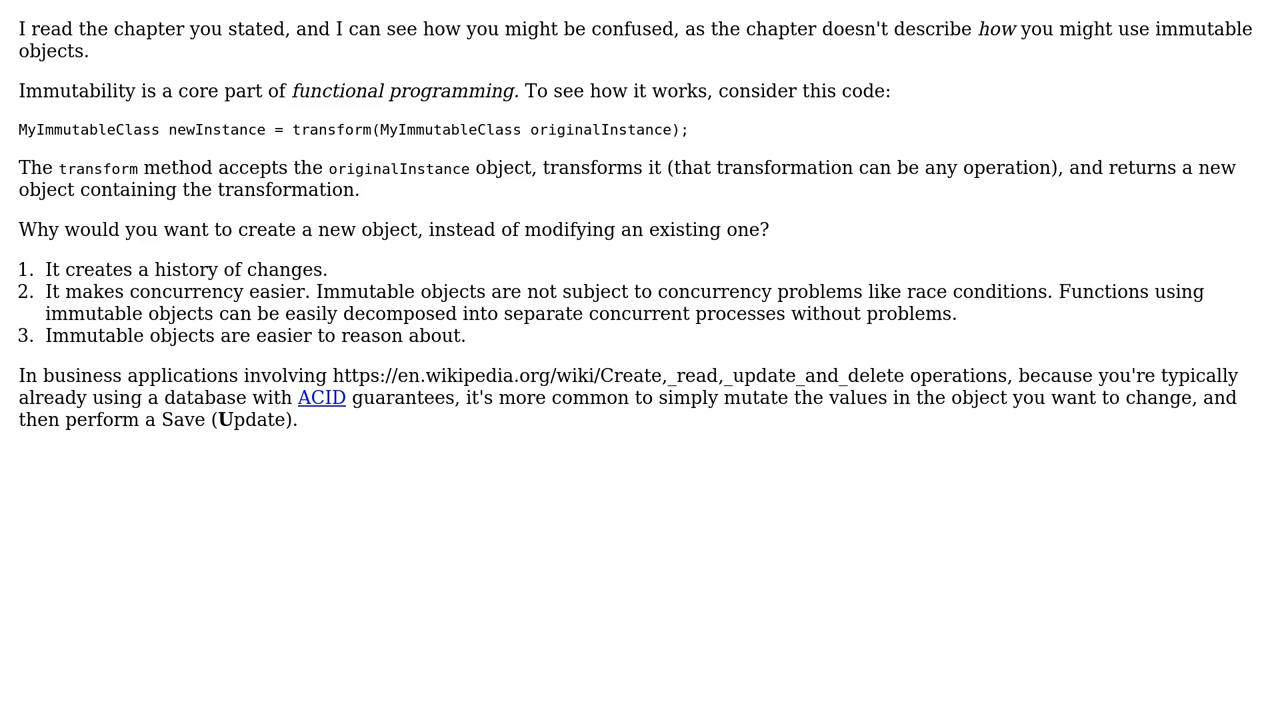 I read the chapter you stated, and I can see how you might be confused, as the chapter doesn't describe how you might use immutable
objects.
Immutability is a core part of functional programming. To see how it works, consider this code:
MyImmutableClass newInstance = transform(MyImmutableClass originalInstance);
The transform method accepts the originalInstance object, transforms it (that transformation can be any operation), and returns a new
object containing the transformation.
Why would you want to create a new object, instead of modifying an existing one?
1. It creates a history of changes.
2. It makes concurrency easier. Immutable objects are not subject to concurrency problems like race conditions. Functions using
immutable objects can be easily decomposed into separate concurrent processes without problems.
3. Immutable objects are easier to reason about.
In business applications involving https://en.wikipedia.org/wiki/Create,_read,_update_and_delete operations, because you're typically
already using a database with ACID guarantees, it's more common to simply mutate the values in the object you want to change, and
then perform a Save (Update).